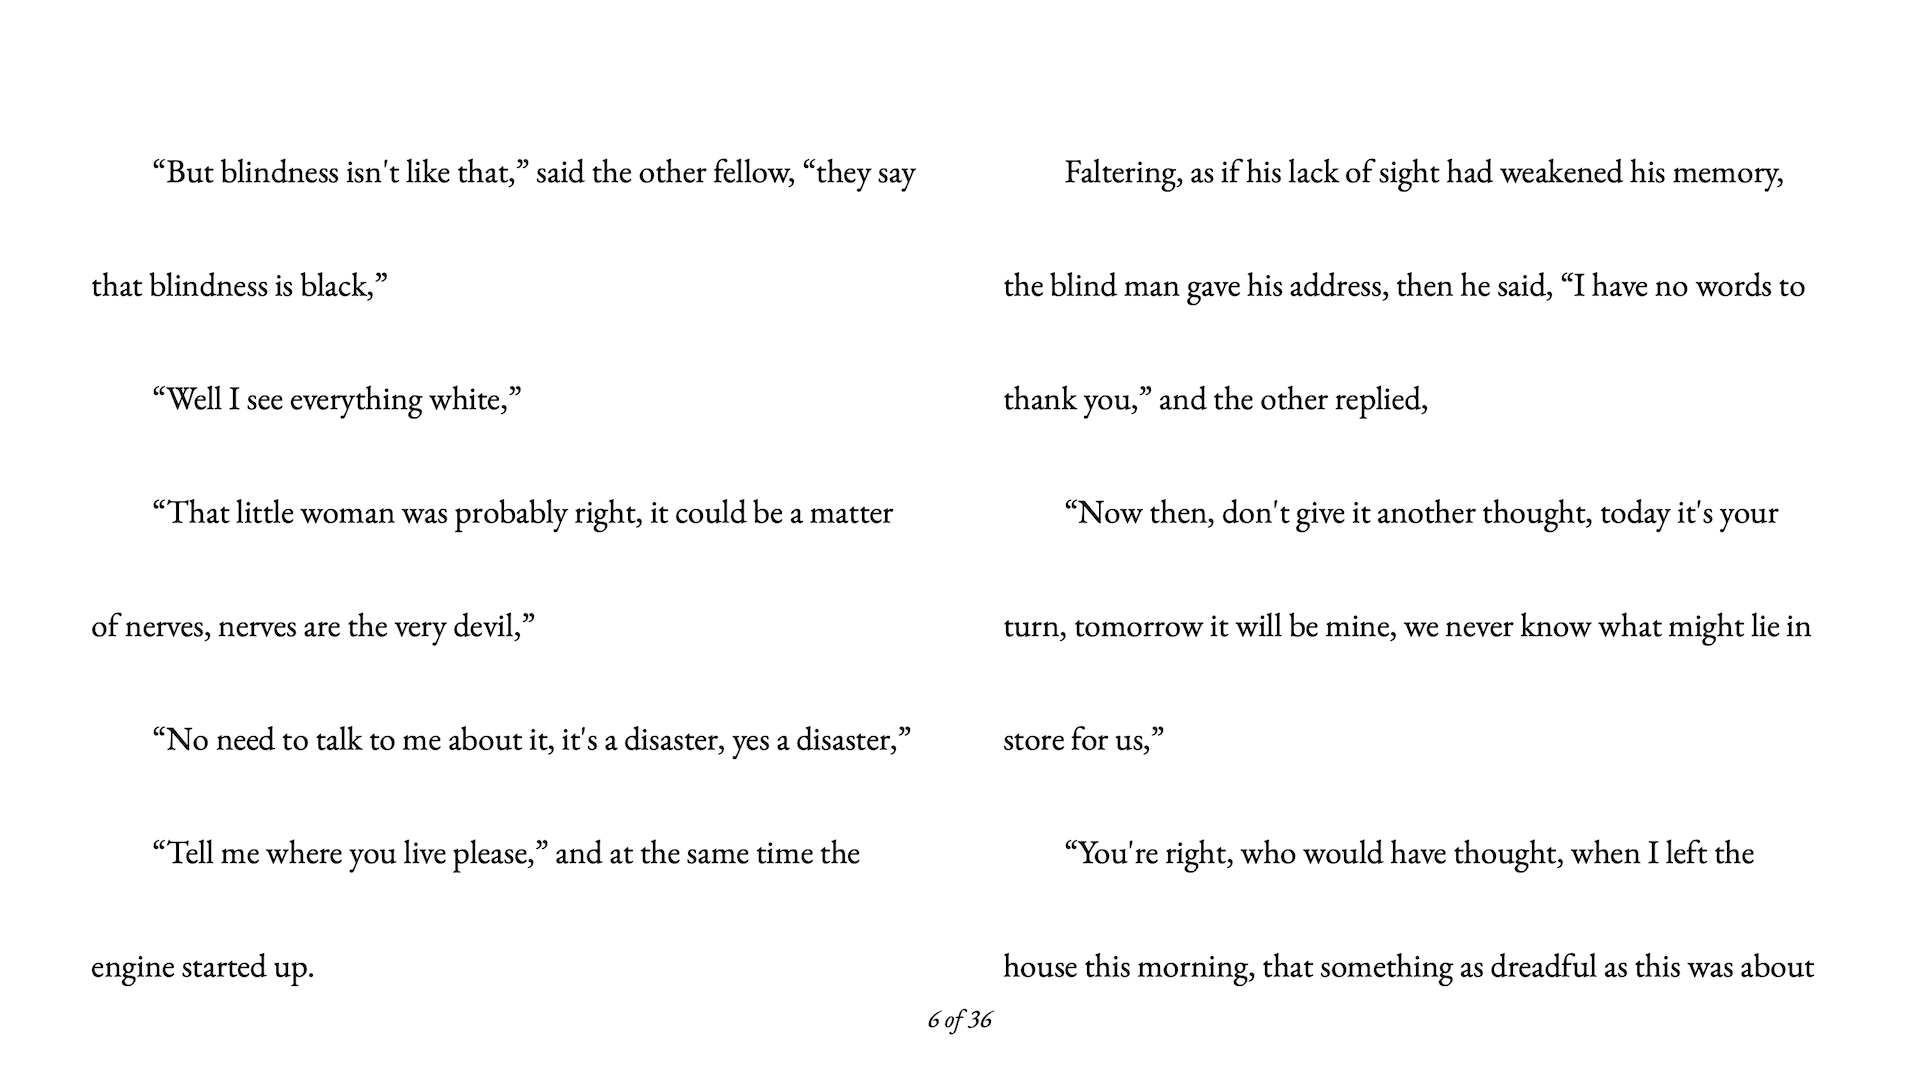 “But blindness isn't like that,” said the other fellow, “they say
that blindness is black,”
“Well I see everything white,”
“That little woman was probably right, it could be a matter
of nerves, nerves are the very devil,”
“No need to talk to me about it, it's a disaster, yes a disaster,”
“Tell me where you live please,” and at the same time the
engine started up.
Faltering, as if his lack of sight had weakened his memory,
the blind man gave his address, then he said, “I have no words to
thank you,” and the other replied,
“Now then, don't give it another thought, today it's your
turn, tomorrow it will be mine, we never know what might lie in
store for us,”
“You're right, who would have thought, when I left the
house this morning, that something as dreadful as this was about
6 of 36